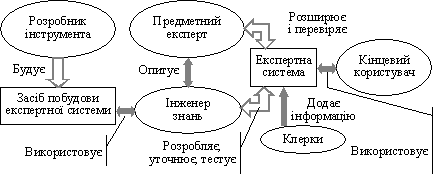 Розробник
інструмента
Предметний
експерт
Розширює
і перевіряє
Будує
Опитує
Експертна
система
Кінцевий
користувач
Засіб побудови
експертної системи
Інженер
знань
Додає
інформацію
Клерки
Використовує
Розробляє,
уточнює, тестує
Використовує